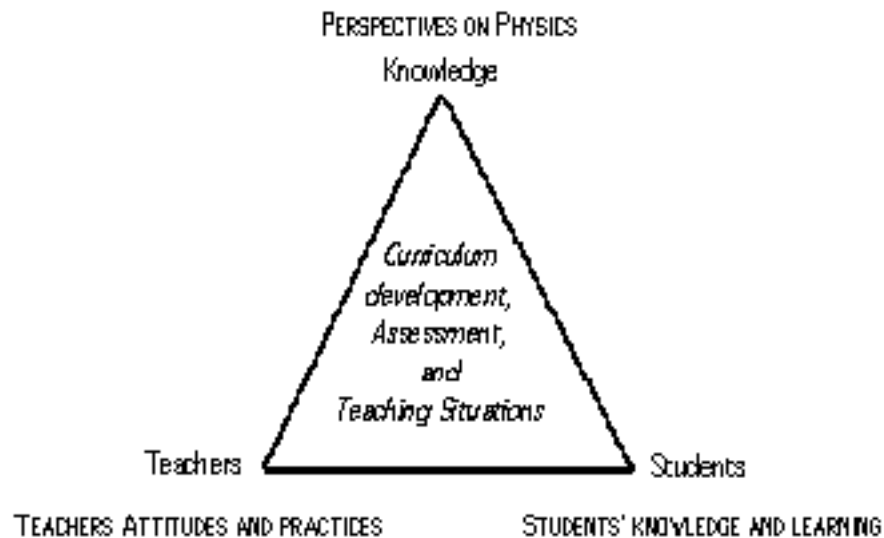 PERSPECTIVES ON PHYSICS
Knowledge
Curriculum
development,
Assessment,
and
Teaching Situations
Teachers
Students
TEACHERS ATTITUDES AND PRACTICES
STUDENTS' KNOWLEDGE AND LEARNING